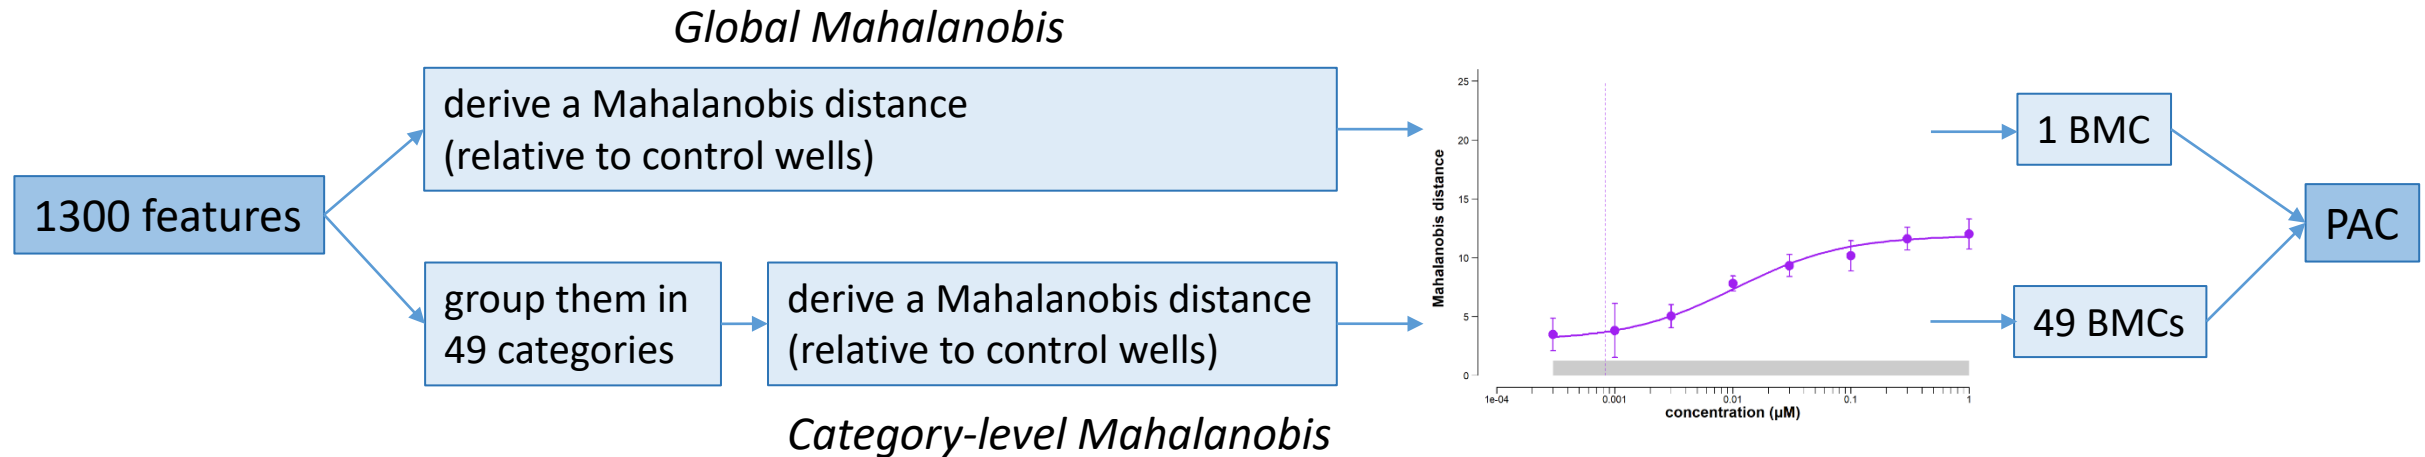 Global Mahalanobis
1300 features
derive a Mahalanobis distance
(relative to control wells)
group them in
49 categories
derive a Mahalanobis distance
(relative to control wells)
Category-level Mahalanobis
Mahalanobis distance
25
20
15
10
5
0
1e-04
0.001
0.01
0.1
1
concentration (μM)
1 BMC
49 BMCs
PAC